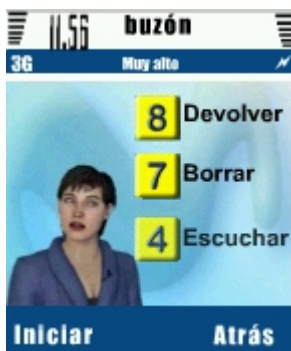 11.56 buzón
3G Muy alto
8 Devolver
7 Borrar
4 Escuchar
Iniciar Atrás